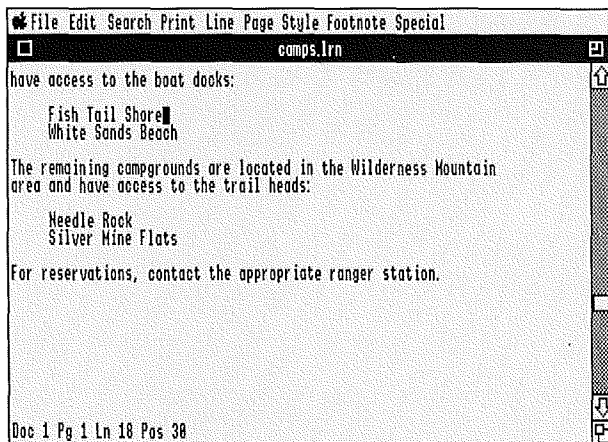 File Edit Search Print Line Page Style Footnote Special
camps.lrn
have access to the boat docks:
Fish Tail Shore
White Sands Beach
The remaining campgrounds are located in the Wilderness Mountain
area and have access to the trail heads:
Needle Rock
Silver Mine Flats
For reservations, contact the appropriate ranger station.
Doc 1 Pg 1 Ln 18 Pos 30